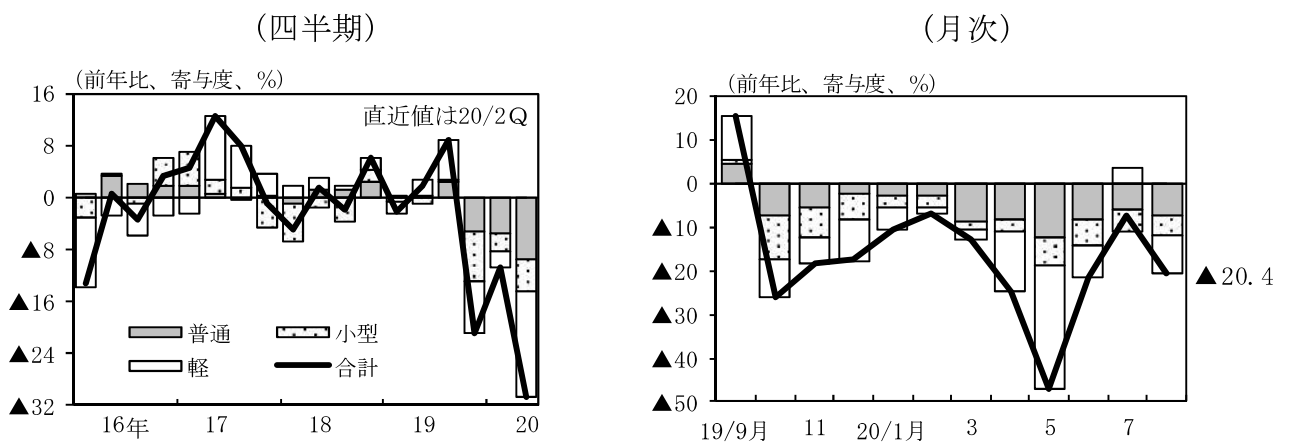 (四半期)
(前年比、寄与度、%)
直近値は20/2Q
16
8
0
▲8
▲16
▲24
▲32
普通
小型
軽
合計
16年
17
18
19
20
(月次)
(前年比、寄与度、%)
20
10
0
▲10
▲20
▲30
▲40
▲50
▲20.4
19/9月
11
20/1月
3
5
7